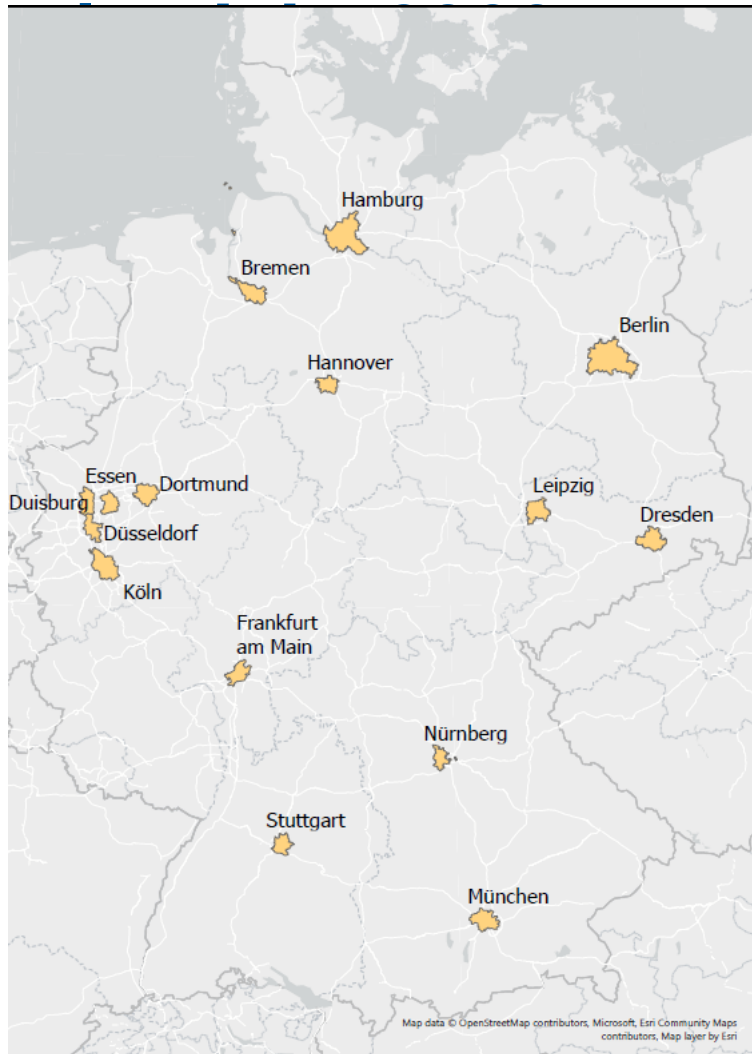 Hamburg
Bremen
Berlin
Hannover
Essen
Dortmund
Duisburg
Leipzig
Dresden
Düsseldorf
Köln
Frankfurt
am Main
Nürnberg
Stuttgart
München
Map data © OpenStreetMap contributors, Microsoft, Esri Community Maps
contributors, Map layer by Esri